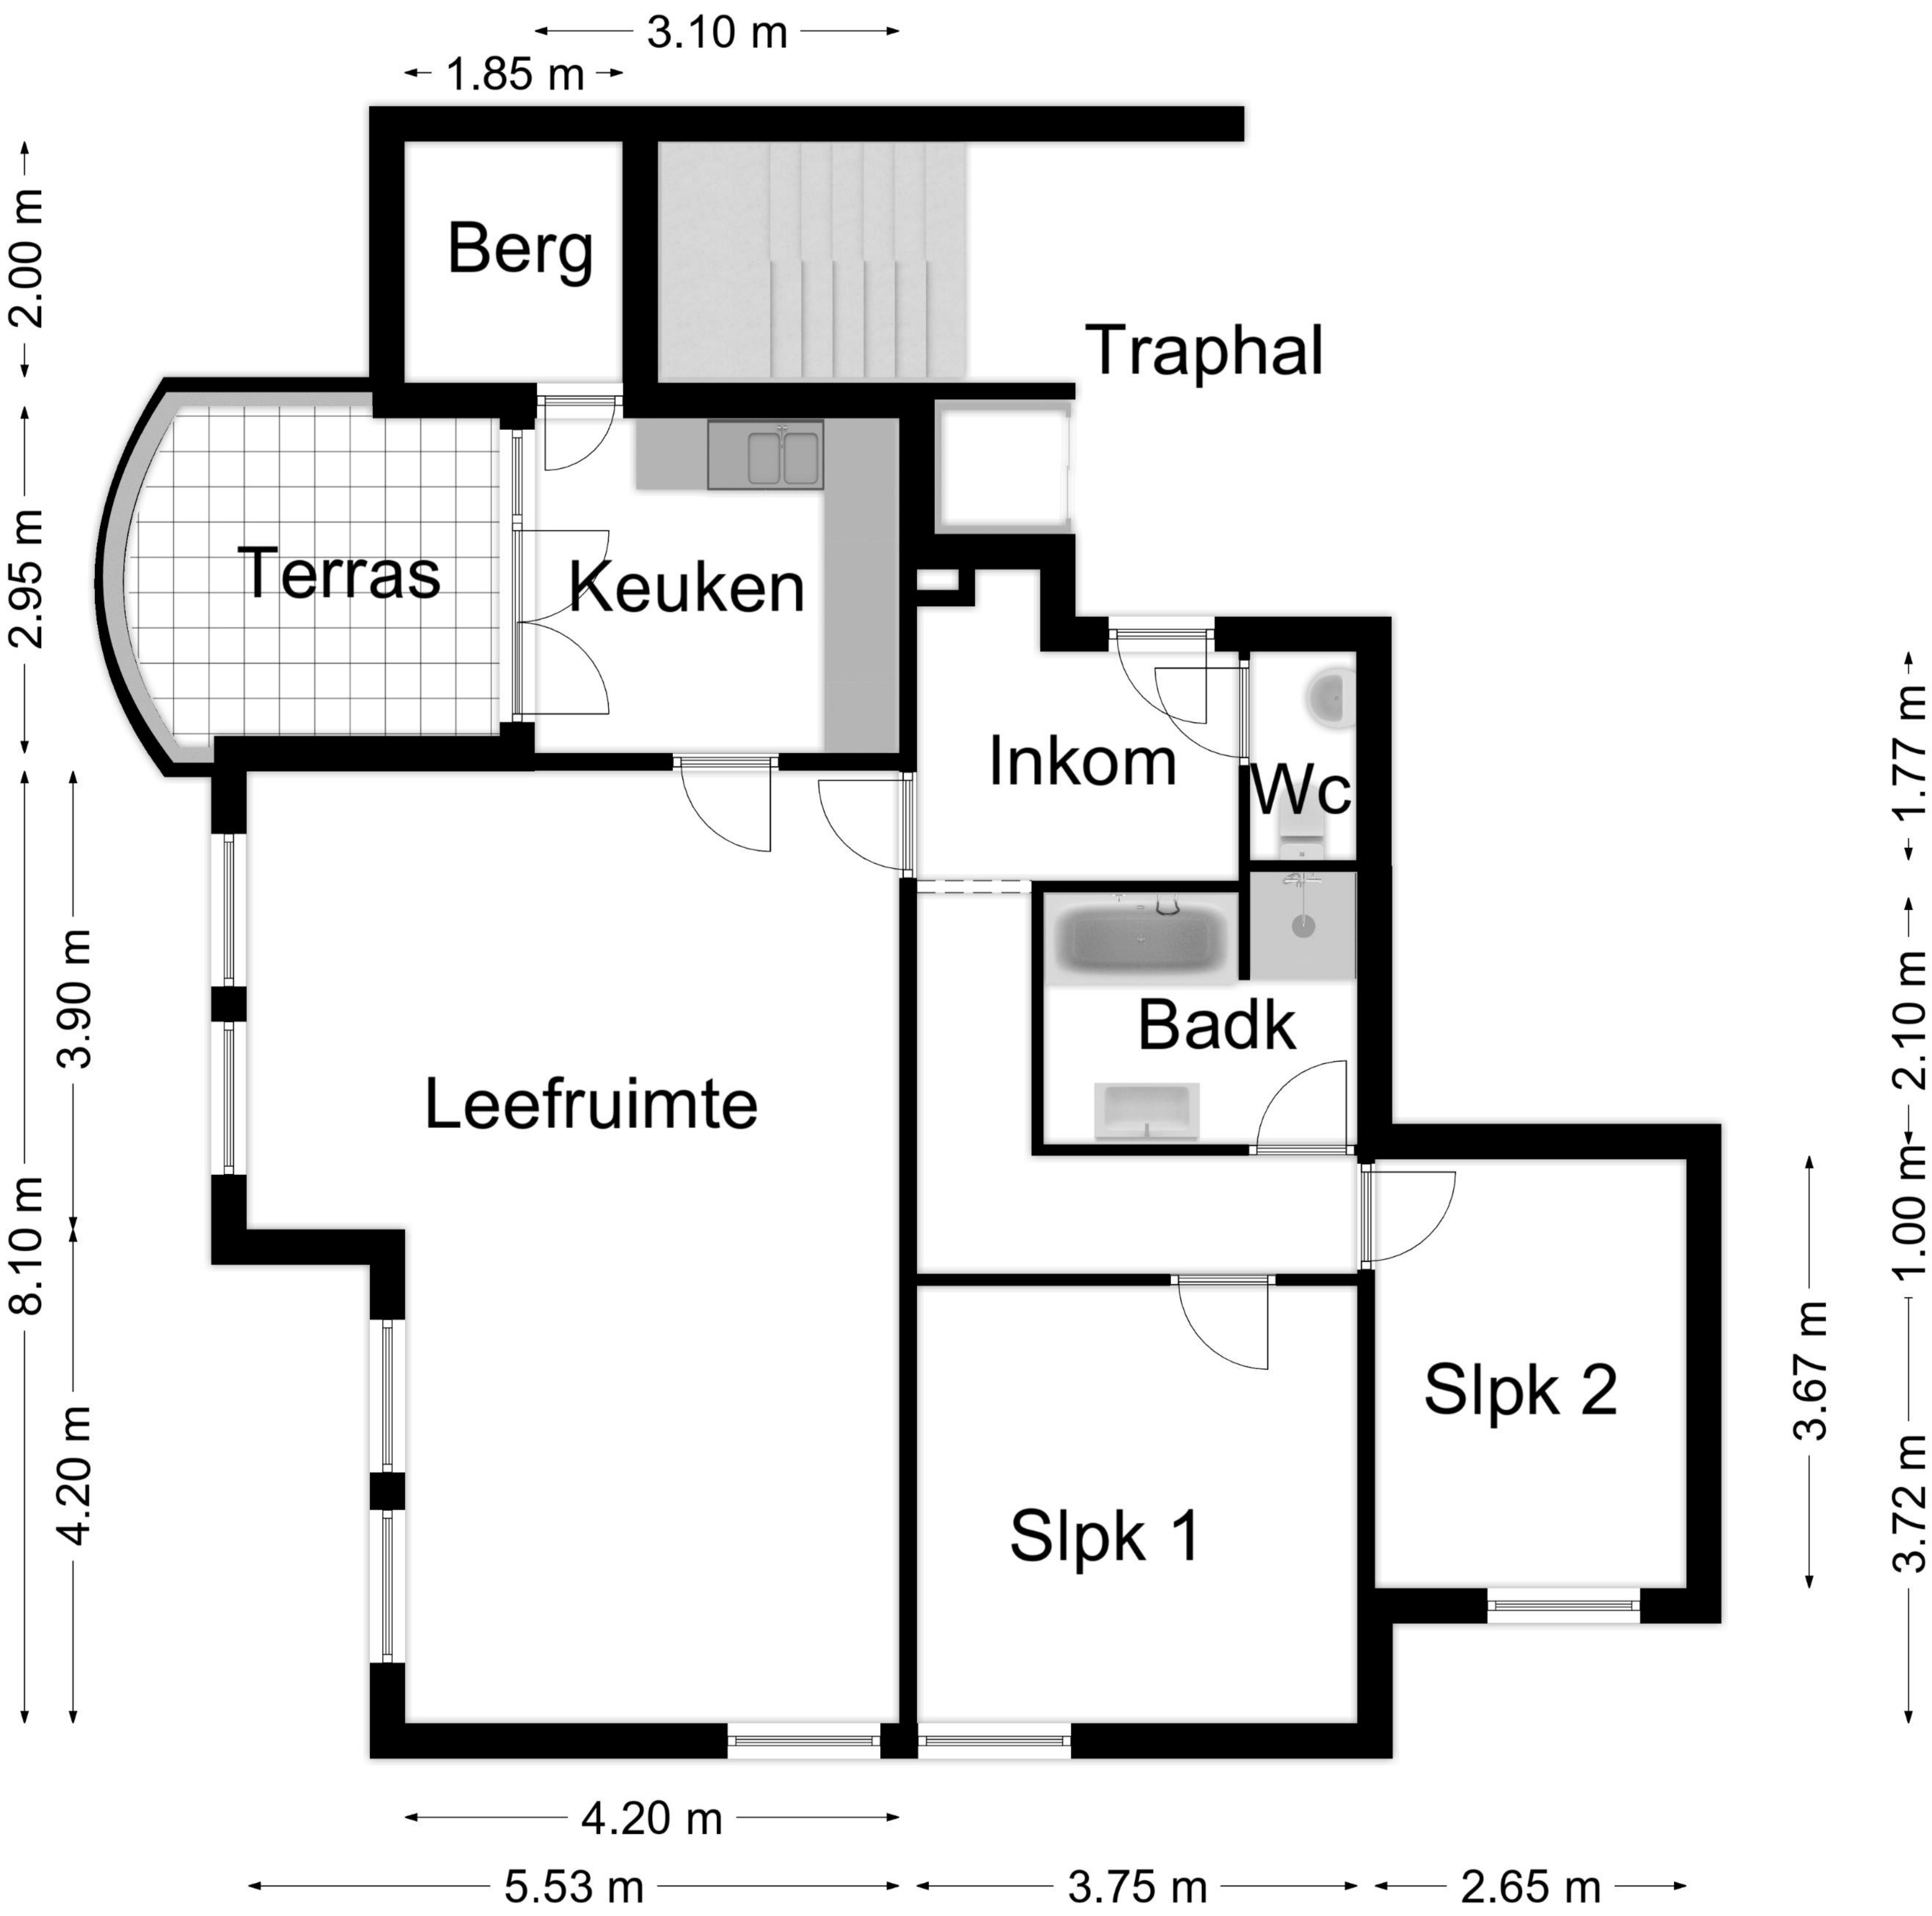 3.10 m
1.85 m
2.00 m
Berg
Traphal
2.95 m
Terras
Keuken
Inkom
Wc
1.77 m
3.90 m
Badk
2.10 m
Leefruimte
8.10 m
1.00 m
4.20 m
Slpk 2
3.67 m
Slpk 1
3.72 m
4.20 m
5.53 m
3.75 m
2.65 m